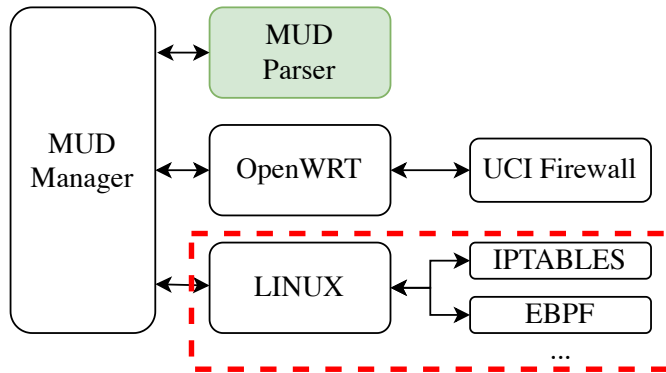 MUD
Parser
MUD
Manager
OpenWRT
UCI Firewall
LINUX
IPTABLES
EBPF
...